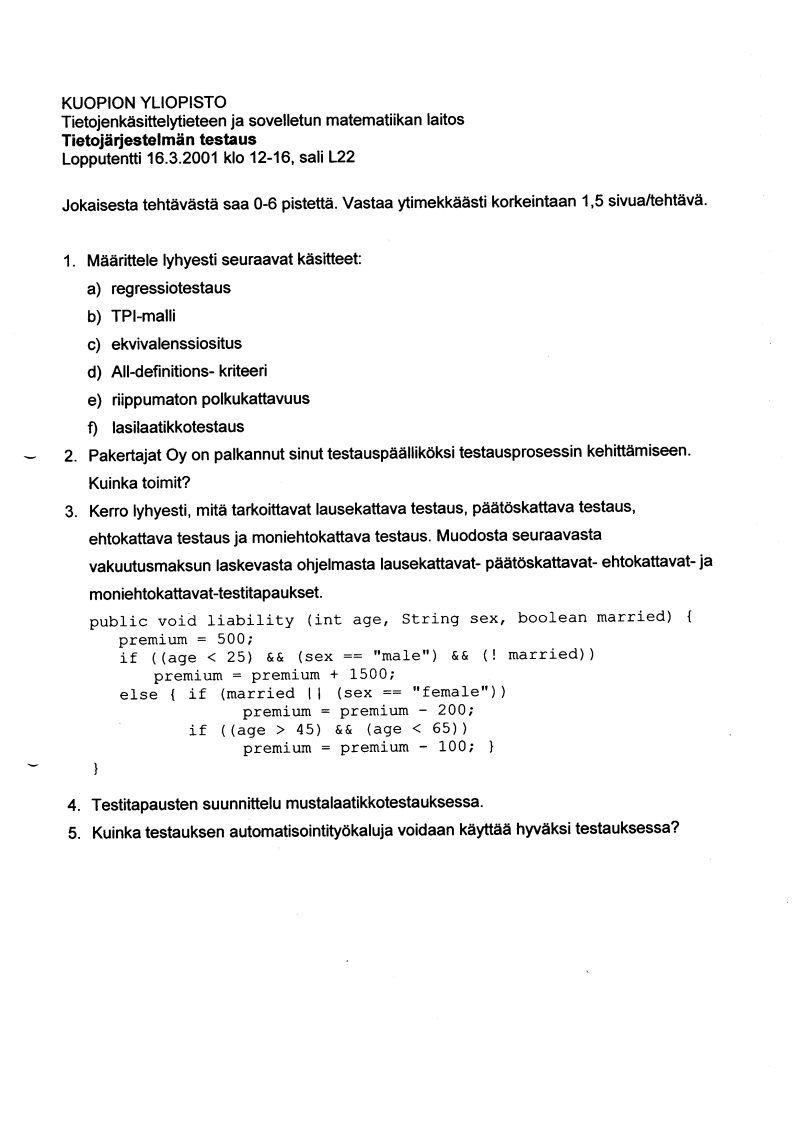 KUOPION YLIOPISTO
Tietojenkäsittelytieteen ja sovelletun matematiikan laitos
Tietojärjestelmän testaus
Lopputentti 16.3.2001 klo 12-16, sali L22
Jokaisesta tehtävästä saa 0-6 pistettä. Vastaa ytimekkäästi korkeintaan 1,5 sivua/tehtävä.
1. Määrittele lyhyesti seuraavat käsitteet:
a) regressiotestaus
b) TPI-malli
c) ekvivalenssiositus
d) All-definitions- kriteeri
e) riippumaton polkukattavuus
f) lasilaatikkotestaus
2. Pakertajat Oy on palkannut sinut testauspäälliköksi testausprosessin kehittämiseen.
Kuinka toimit?
3. Kerro lyhyesti, mitä tarkoittavat lausekattava testaus, päätöskattava testaus,
ehtokattava testaus ja moniehtokattava testaus. Muodosta seuraavasta
vakuutusmaksun laskevasta ohjelmasta lausekattavat- päätöskattavat- ehtokattavat- ja
moniehtokattavat-testitapaukset.
public void liability (int age, String sex, boolean married) {
premium = 500;
if ((age < 25) && (sex == "male") && (! married))
premium = premium + 1500;
else { if (married || (sex == "female"))
premium = premium - 200;
if ((age > 45) && (age < 65))
premium = premium - 100; }
}
4. Testitapausten suunnittelu mustalaatikkotestauksessa.
5. Kuinka testauksen automatisointityökaluja voidaan käyttää hyväksi testauksessa?